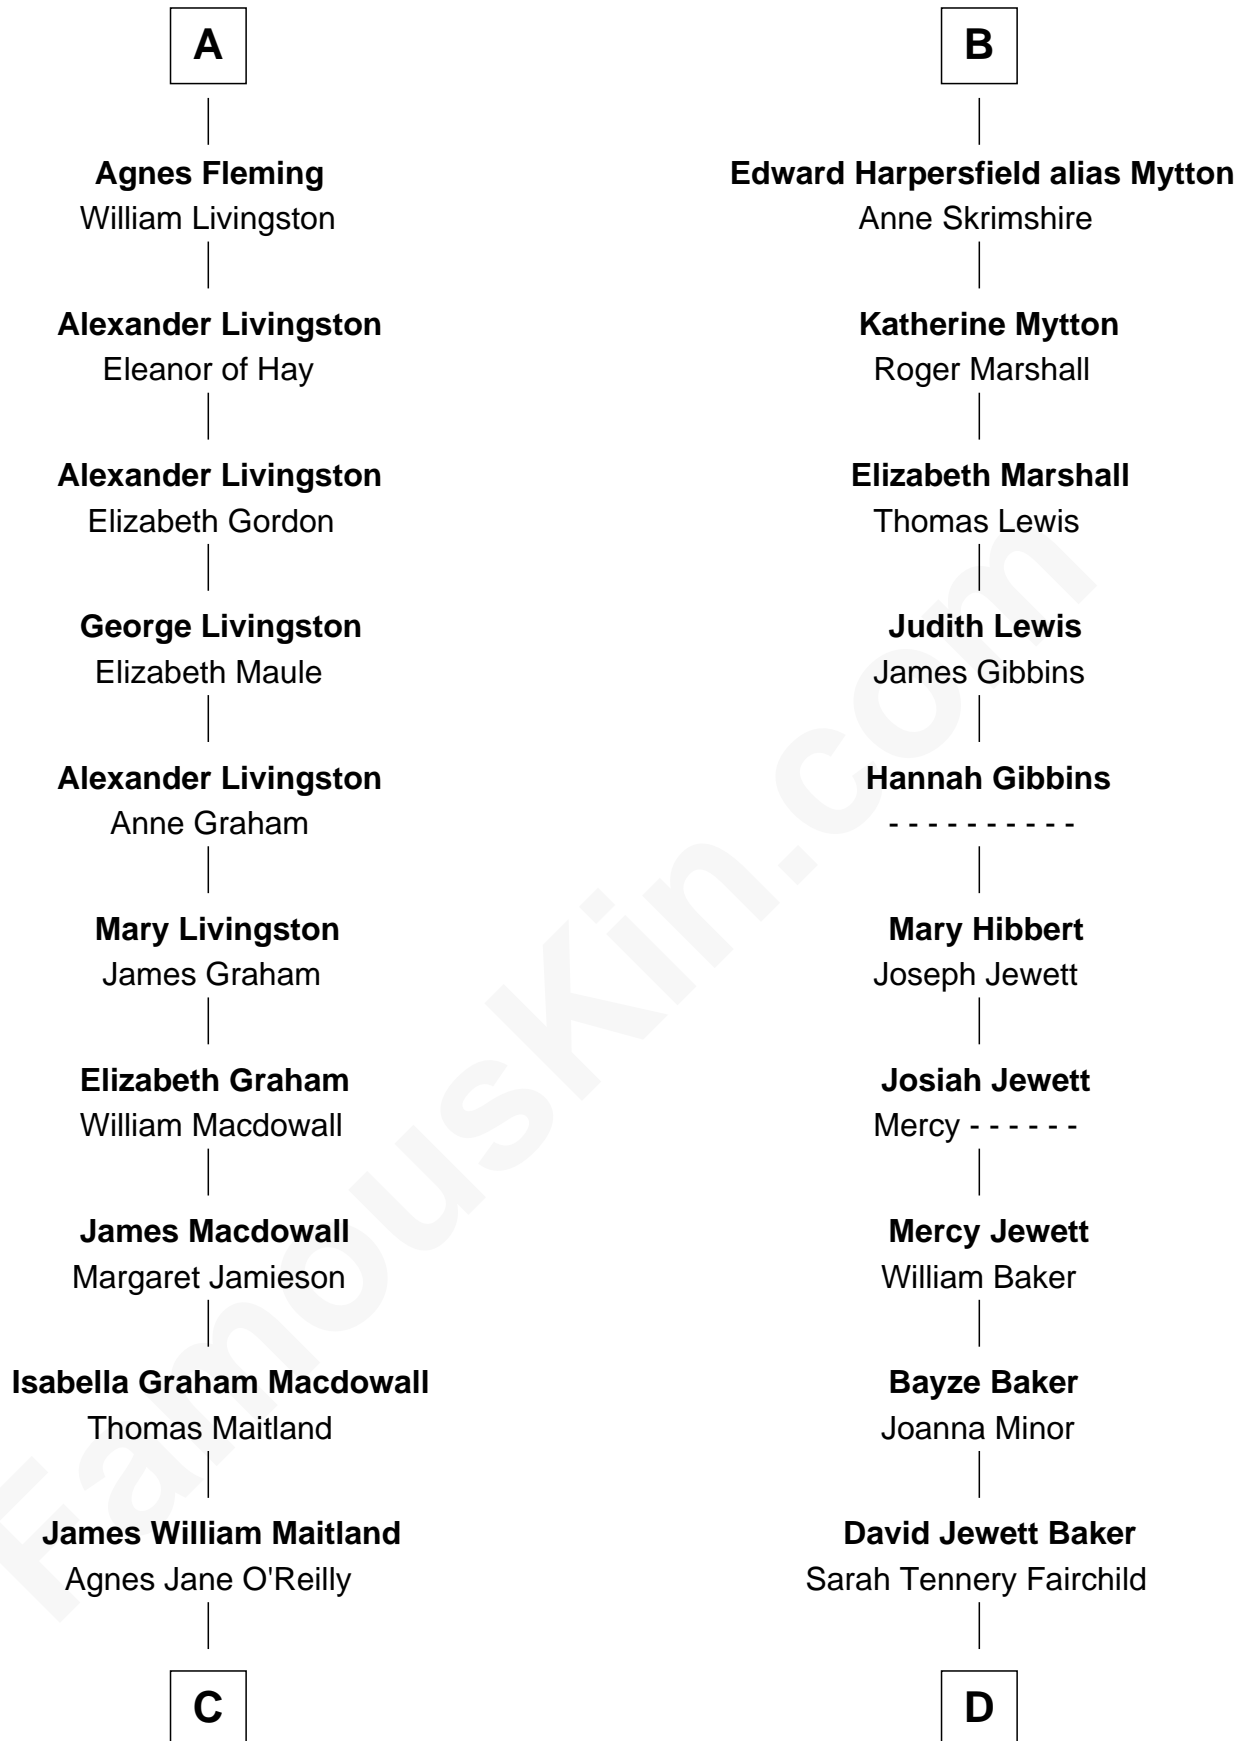 A
Agnes Fleming
William Livingston
Alexander Livingston
Eleanor of Hay
Alexander Livingston
Elizabeth Gordon
George Livingston
Elizabeth Maule
Alexander Livingston
Anne Graham
Mary Livingston
James Graham
Elizabeth Graham
William Macdowall
James Macdowall
Margaret Jamieson
Isabella Graham Macdowall
Thomas Maitland
James William Maitland
Agnes Jane O'Reilly
C
B
Edward Harpersfield alias Mytton
Anne Skrimshire
Katherine Mytton
Roger Marshall
Elizabeth Marshall
Thomas Lewis
Judith Lewis
James Gibbins
Hannah Gibbins
- - - - - - - - - -
Mary Hibbert
Joseph Jewett
Josiah Jewett
Mercy - - - - - -
Mercy Jewett
William Baker
Bayze Baker
Joanna Minor
David Jewett Baker
Sarah Tennery Fairchild
D
FamousKin.com